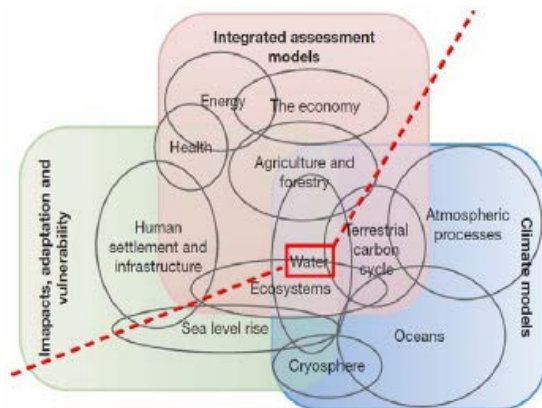 Integrated assessment
models
Energy
The economy
Health
Agriculture and
forestry
Imapacts, adaptation and
vulnerability
Human
settlement and
infrastructure
Water
Terrestrial
carbon
cycle
Atmospheric
processes
Climate models
Ecosystems
Sea level rise
Oceans
Cryosphere